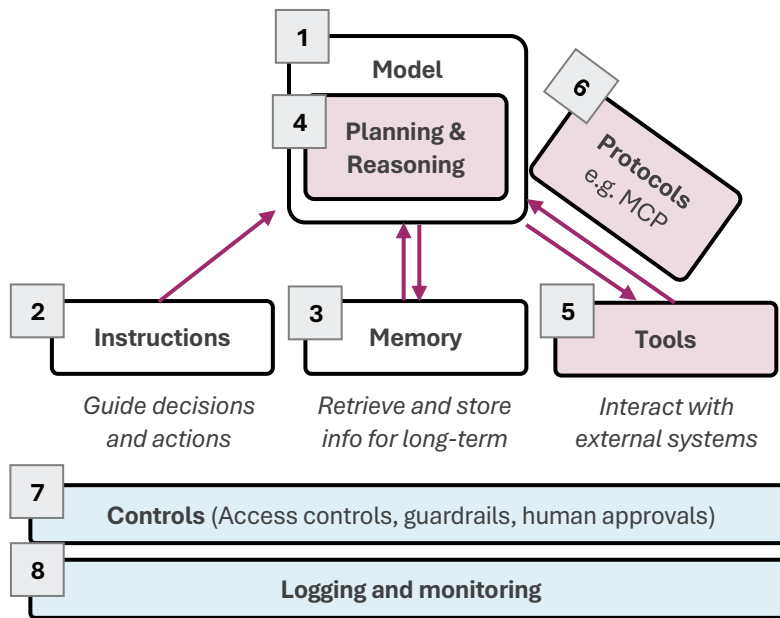 1
Model
4
Planning &
Reasoning
6
Protocols
e.g. MCP
2
Instructions
3
Memory
5
Tools
Guide decisions
and actions
Retrieve and store
info for long-term
Interact with
external systems
7
Controls (Access controls, guardrails, human approvals)
8
Logging and monitoring